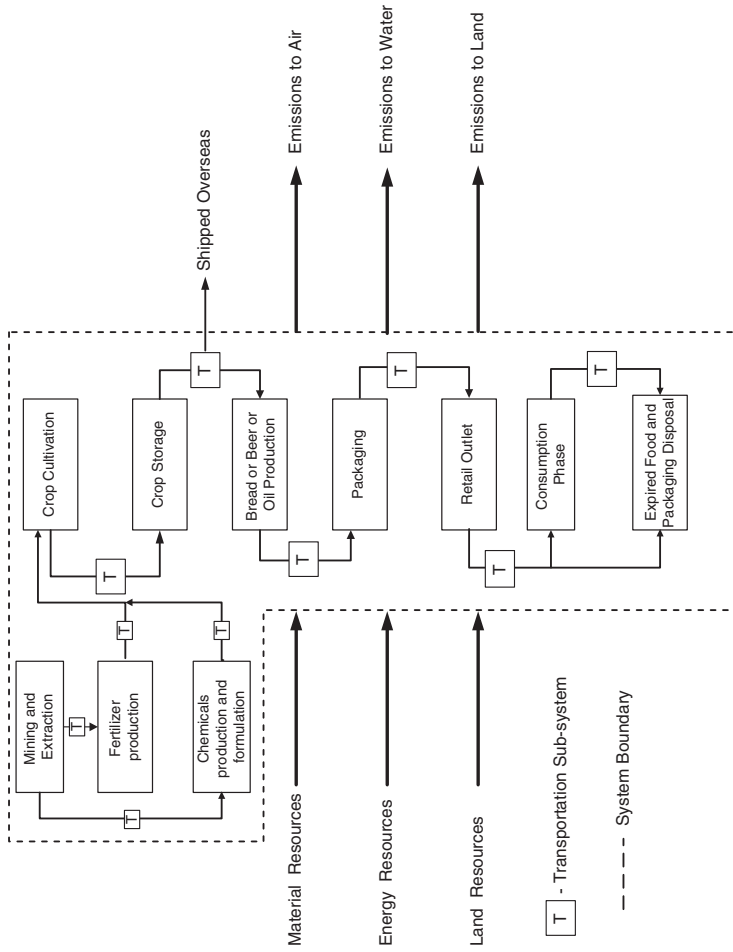 Mining and
Extraction
T
Fertilizer
production
T
Chemicals
production and
formulation
T
T
Crop Cultivation
T
Crop Storage
T
Shipped Overseas
Bread or Beer or
Oil Production
T
Packaging
T
Retail Outlet
T
Consumption
Phase
T
Expired Food and
Packaging Disposal
Material Resources
Energy Resources
Land Resources
Emissions to Air
Emissions to Water
Emissions to Land
T - Transportation Sub-system
- System Boundary